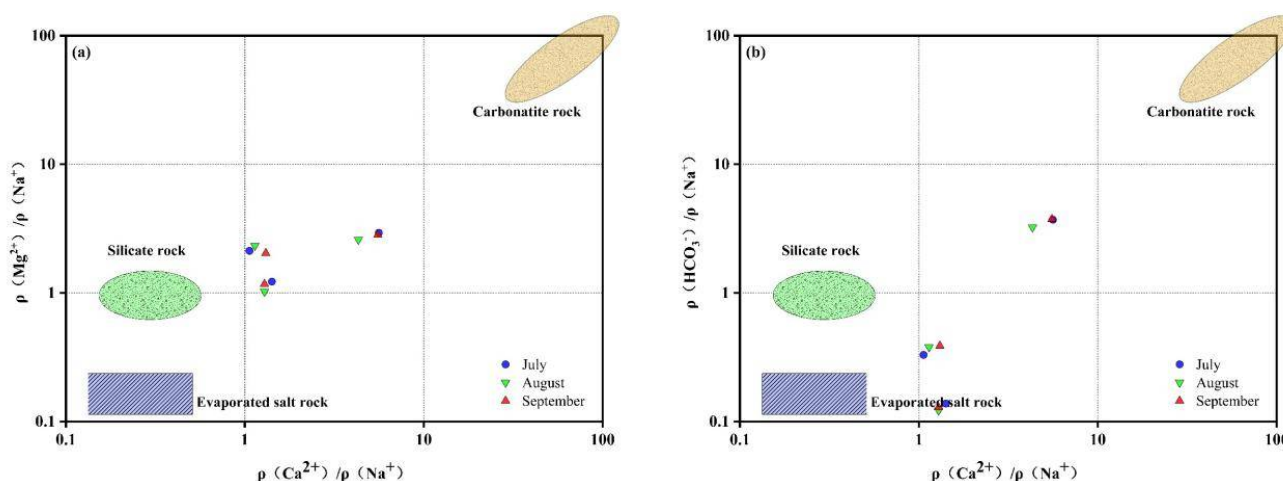 (a)
100
10
1
0.1
0.1
1
10
100
ρ（Mg²⁺）/ρ（Na⁺）
ρ（Ca²⁺）/ρ（Na⁺）
Carbonatite rock
Silicate rock
Evaporated salt rock
July
August
September
(b)
100
10
1
0.1
0.1
1
10
100
ρ（HCO₃⁻）/ρ（Na⁺）
ρ（Ca²⁺）/ρ（Na⁺）
Carbonatite rock
Silicate rock
Evaporated salt rock
July
August
September